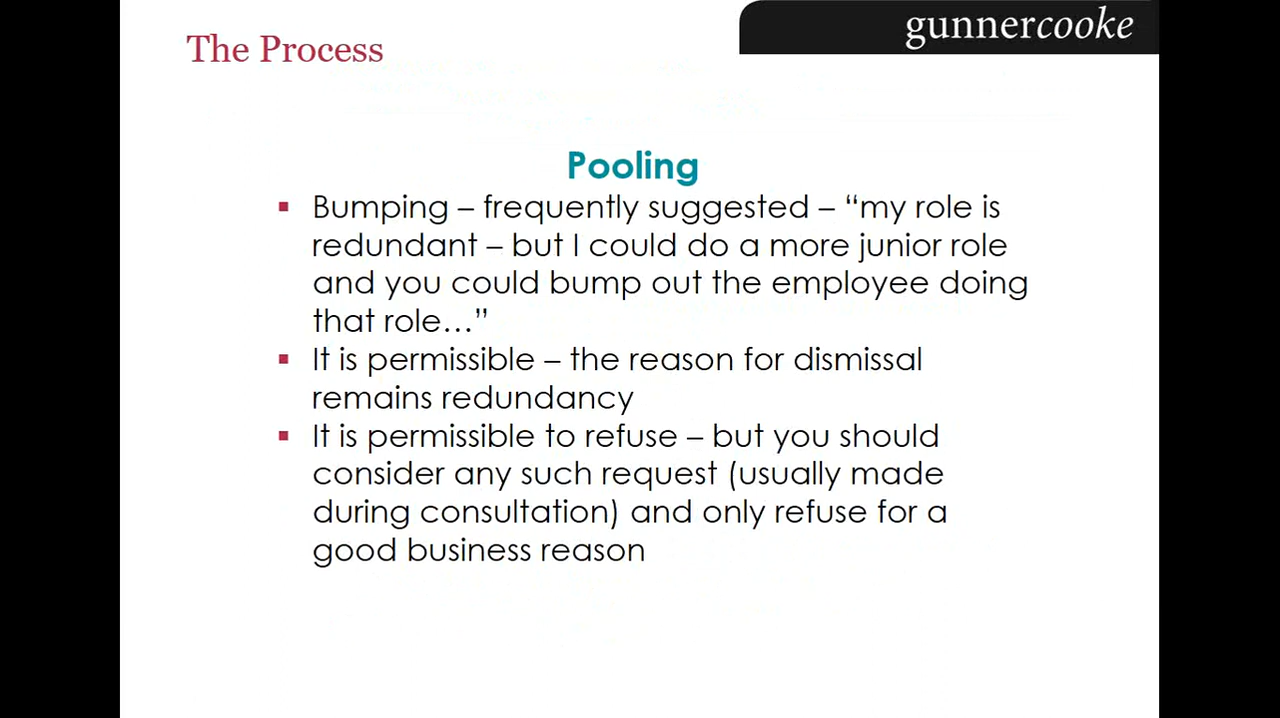 The Process
gunnercooke
Pooling
▪ Bumping – frequently suggested – “my role is
redundant – but I could do a more junior role
and you could bump out the employee doing
that role…”
▪ It is permissible – the reason for dismissal
remains redundancy
▪ It is permissible to refuse – but you should
consider any such request (usually made
during consultation) and only refuse for a
good business reason